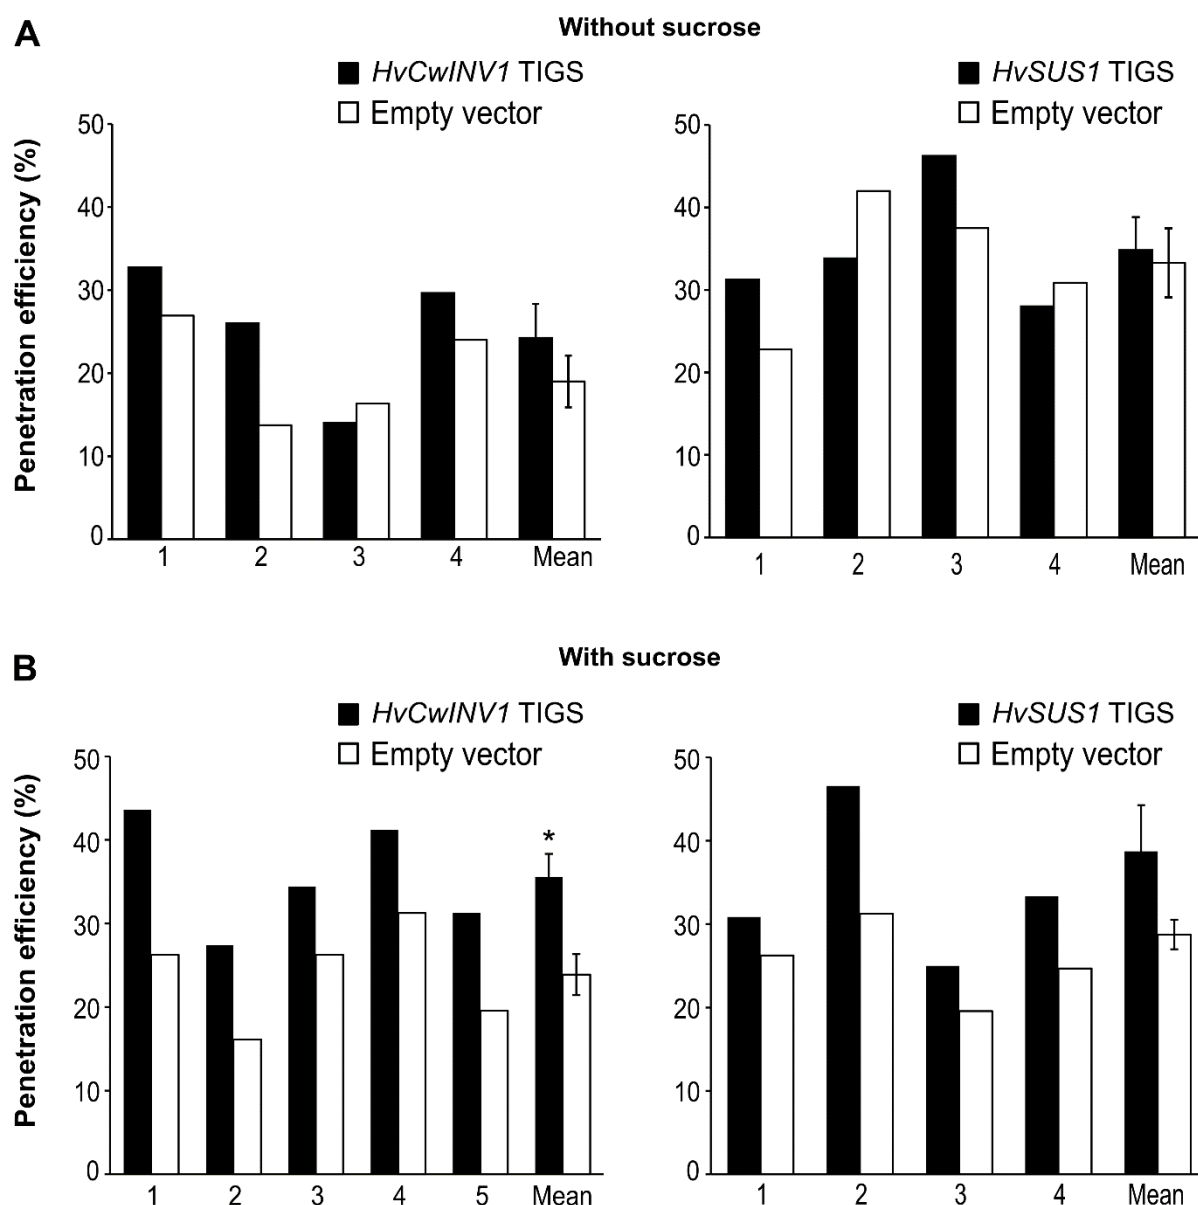 A
Without sucrose
HvCwINV1 TIGS
Empty vector
HvSUS1 TIGS
Empty vector
Penetration efficiency (%)
50
40
30
20
10
0
1 2 3 4 Mean
50
40
30
20
10
0
1 2 3 4 Mean
B
With sucrose
HvCwINV1 TIGS
Empty vector
HvSUS1 TIGS
Empty vector
Penetration efficiency (%)
50
40
30
20
10
0
*
1 2 3 4 5 Mean
50
40
30
20
10
0
1 2 3 4 Mean